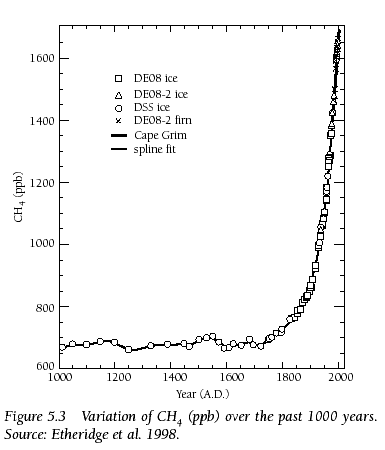 1600
1400
1200
1000
800
600
CH4 (ppb)
DE08 ice
DE08-2 ice
DSS ice
DE08-2 firn
Cape Grim
spline fit
1000 1200 1400 1600 1800 2000
Year (A.D.)
Figure 5.3 Variation of CH4 (ppb) over the past 1000 years.
Source: Etheridge et al. 1998.